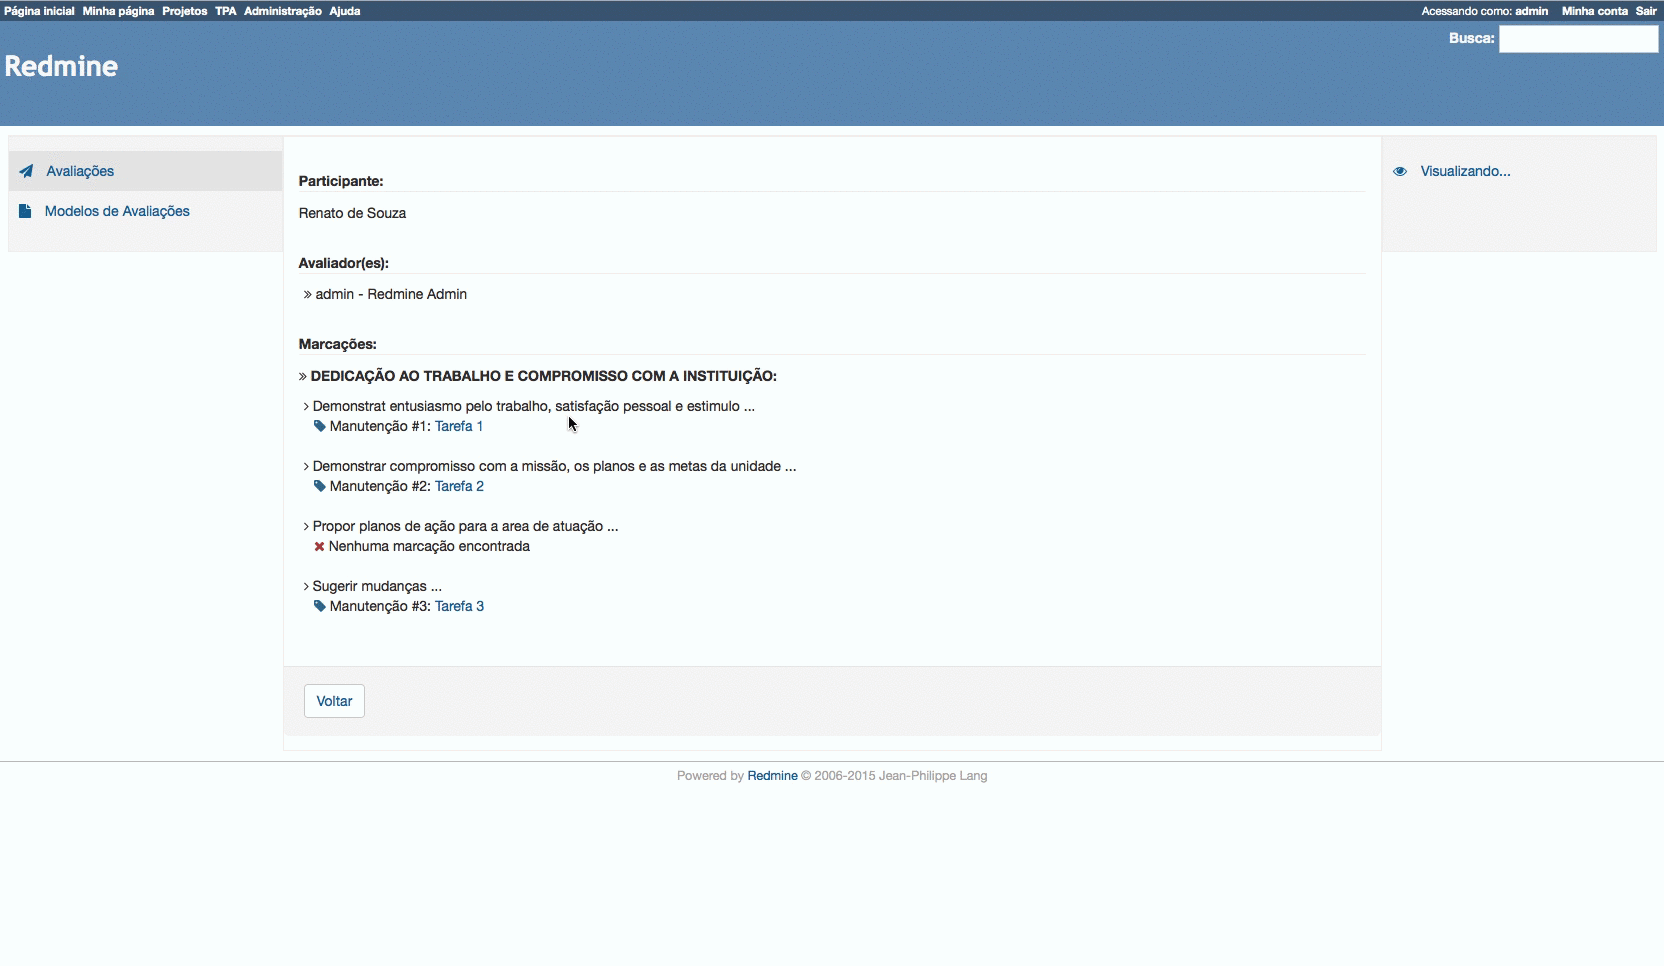 Página inicial Minha página Projetos TPA Administração Ajuda Acessando como: admin Minha conta Sair
Busca:
Redmine
Avaliações
Modelos de Avaliações
Participante:
Renato de Souza
Avaliador(es):
» admin - Redmine Admin
Marcações:
» DEDICAÇÃO AO TRABALHO E COMPROMISSO COM A INSTITUIÇÃO:
› Demonstrat entusiasmo pelo trabalho, satisfação pessoal e estimulo ...
Manutenção #1: Tarefa 1
› Demonstrar compromisso com a missão, os planos e as metas da unidade ...
Manutenção #2: Tarefa 2
› Propor planos de ação para a area de atuação ...
Nenhuma marcação encontrada
› Sugerir mudanças ...
Manutenção #3: Tarefa 3
Voltar
Visualizando...
Powered by Redmine © 2006-2015 Jean-Philippe Lang